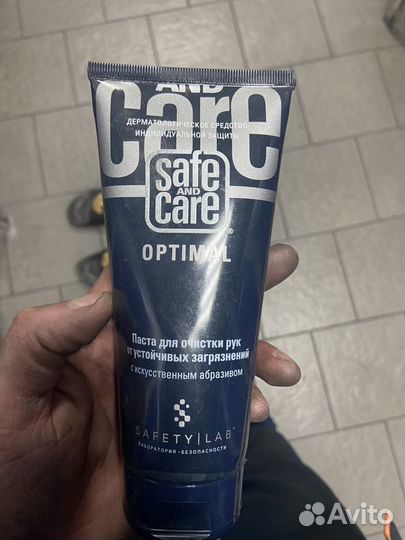 AND
care
ДЕРМАТОЛОГИЧЕСКОЕ СРЕДСТВО
ИНДИВИДУАЛЬНОЙ ЗАЩИТЫ
safe
AND
care®
OPTIMAL
Паста для очистки рук
от устойчивых загрязнений
с искусственным абразивом
SAFETY|LAB®
ЛАБОРАТОРИЯ • БЕЗОПАСНОСТИ
Avito